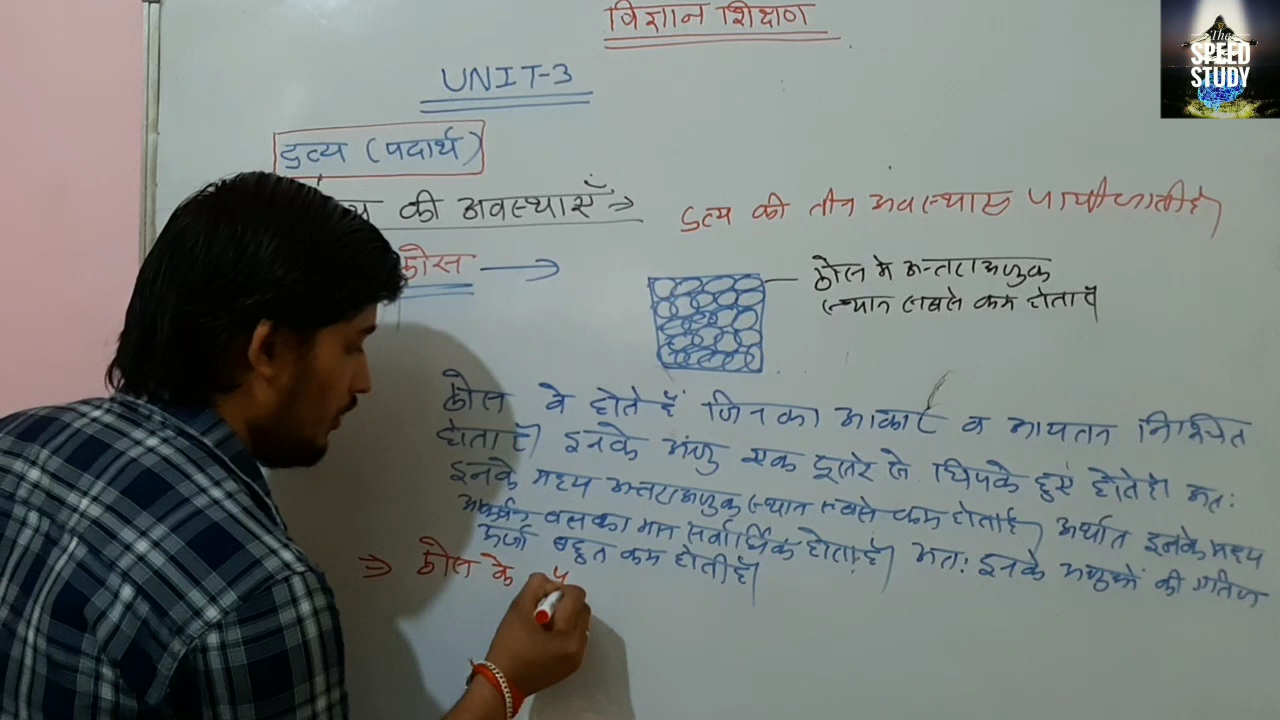 विज्ञान शिक्षण
The
SPEED
STUDY
UNIT-3
द्रव्य (पदार्थ)
की अवस्थाएँ →
द्रव्य की तीन अवस्थाएं पायी जाती है।
ठोस →
ठोस मे अन्तराअणुक
स्थान सबसे कम होता है
ठोस वे होते हैं जिनका आकार व आयतन निश्चित
होता है। इनके अणु एक दूसरे से चिपके हुए होते है। अतः
इनके मध्य अन्तराअणुक स्थान सबसे कम होता है, अर्थात इनके मध्य
आकर्षण बल का मान सर्वाधिक होता है। अतः इनके अणुओं की गतिज
ऊर्जा बहुत कम होती है।
⇒ ठोस के